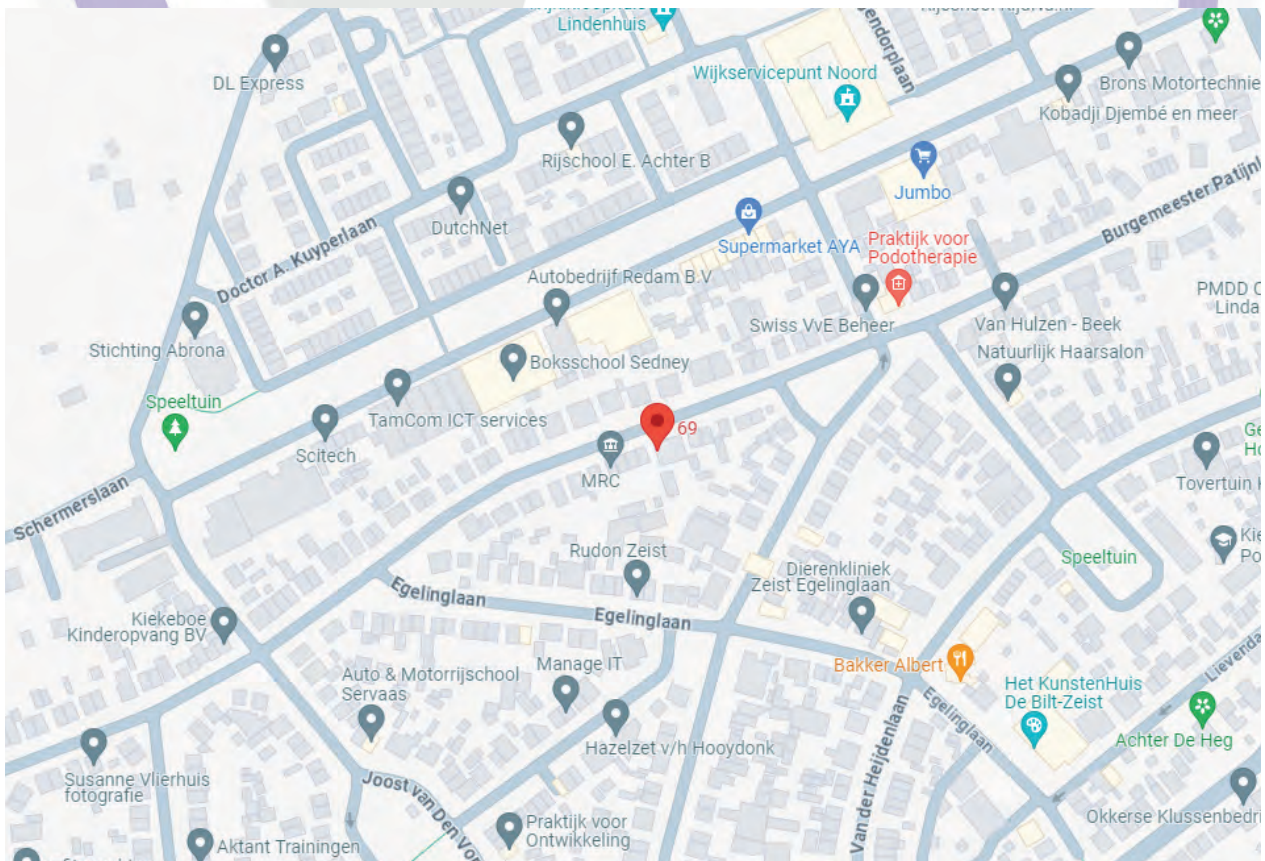 Lindenhuis
DL Express
Wijkservicepunt Noord
Brons Motortechnie
Kobadji Djembé en meer
Rijschool E. Achter B
Jumbo
DutchNet
Burgemeester Patijnl
Supermarket AYA
Praktijk voor
Podotherapie
Doctor A. Kuyperlaan
Autobedrijf Redam B.V
PMDD
Linda
Stichting Abrona
Swiss VvE Beheer
Van Hulzen - Beek
Natuurlijk Haarsalon
Boksschool Sedney
Speeltuin
TamCom ICT services
69
Scitech
MRC
Tovertuin
Schermerslaan
Rudon Zeist
Speeltuin
Dierenkliniek
Zeist Egelinglaan
Egelinglaan
Egelinglaan
Kiekeboe
Kinderopvang BV
Bakker Albert
Manage IT
Auto & Motorrijschool
Servaas
Het KunstenHuis
De Bilt-Zeist
Lievenda
Egelinglaan
Achter De Heg
Hazelzet v/h Hooydonk
Susanne Vlierhuis
fotografie
Joost van Den Von
Van der Heijdenlaan
Okkerse Klussenbedri
Praktijk voor
Ontwikkeling
Aktant Trainingen